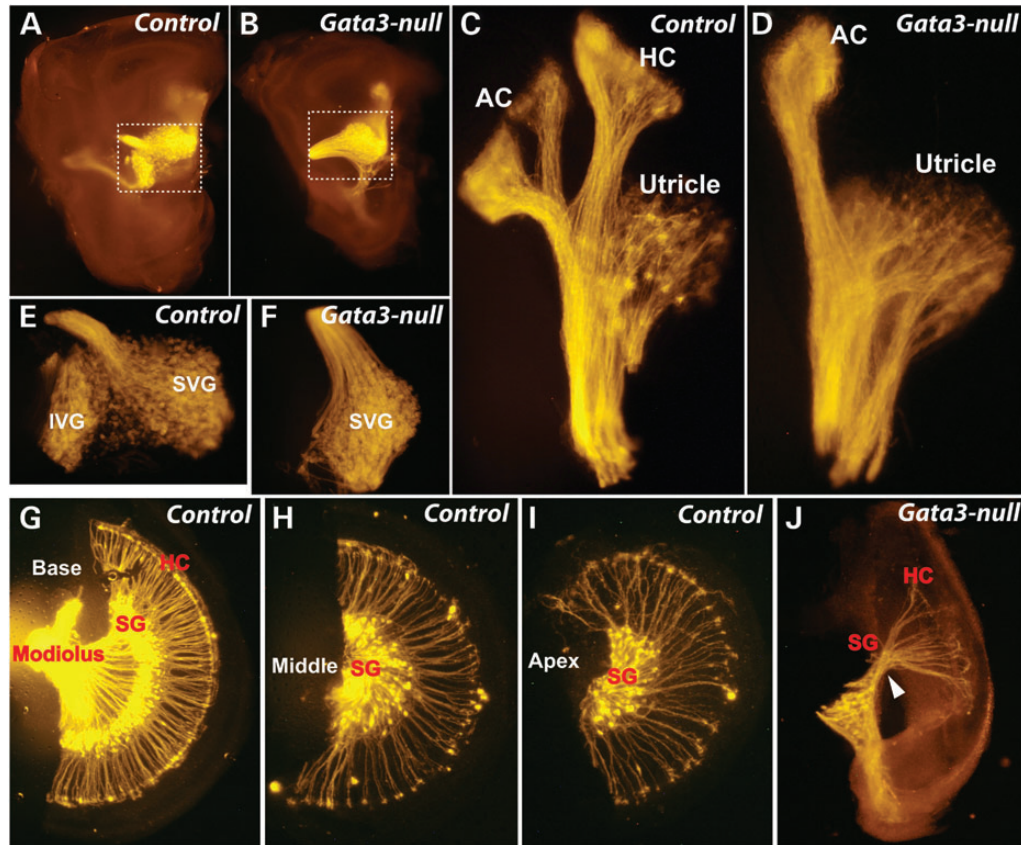 A Control
B Gata3-null
C Control
HC
AC
Utricle
D Gata3-null
AC
Utricle
E Control
SVG
IVG
F Gata3-null
SVG
G Control
HC
Base
SG
Modiolus
H Control
Middle SG
I Control
Apex
SG
J Gata3-null
HC
SG